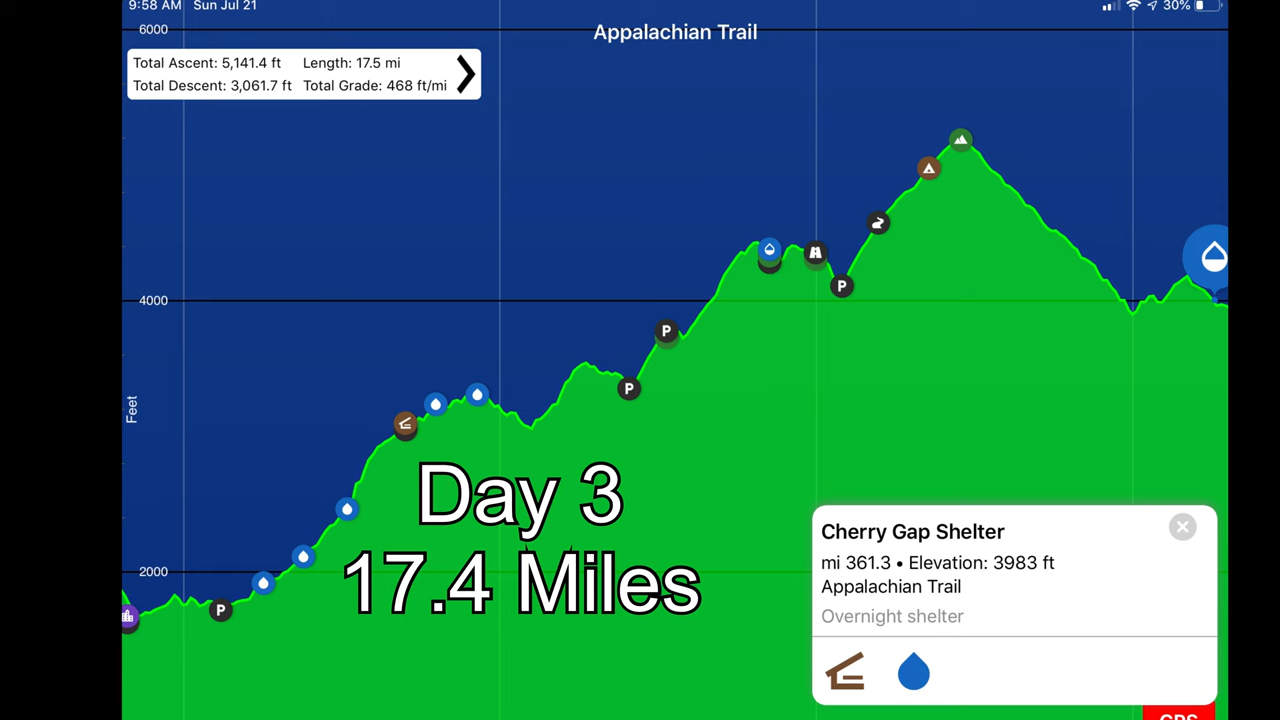 9:58 AM Sun Jul 21
30%
6000
Appalachian Trail
Total Ascent: 5,141.4 ft Length: 17.5 mi
Total Descent: 3,061.7 ft Total Grade: 468 ft/mi
4000
Feet
P
P
P
P
2000
Day 3
17.4 Miles
Cherry Gap Shelter
mi 361.3 • Elevation: 3983 ft
Appalachian Trail
Overnight shelter
GPS